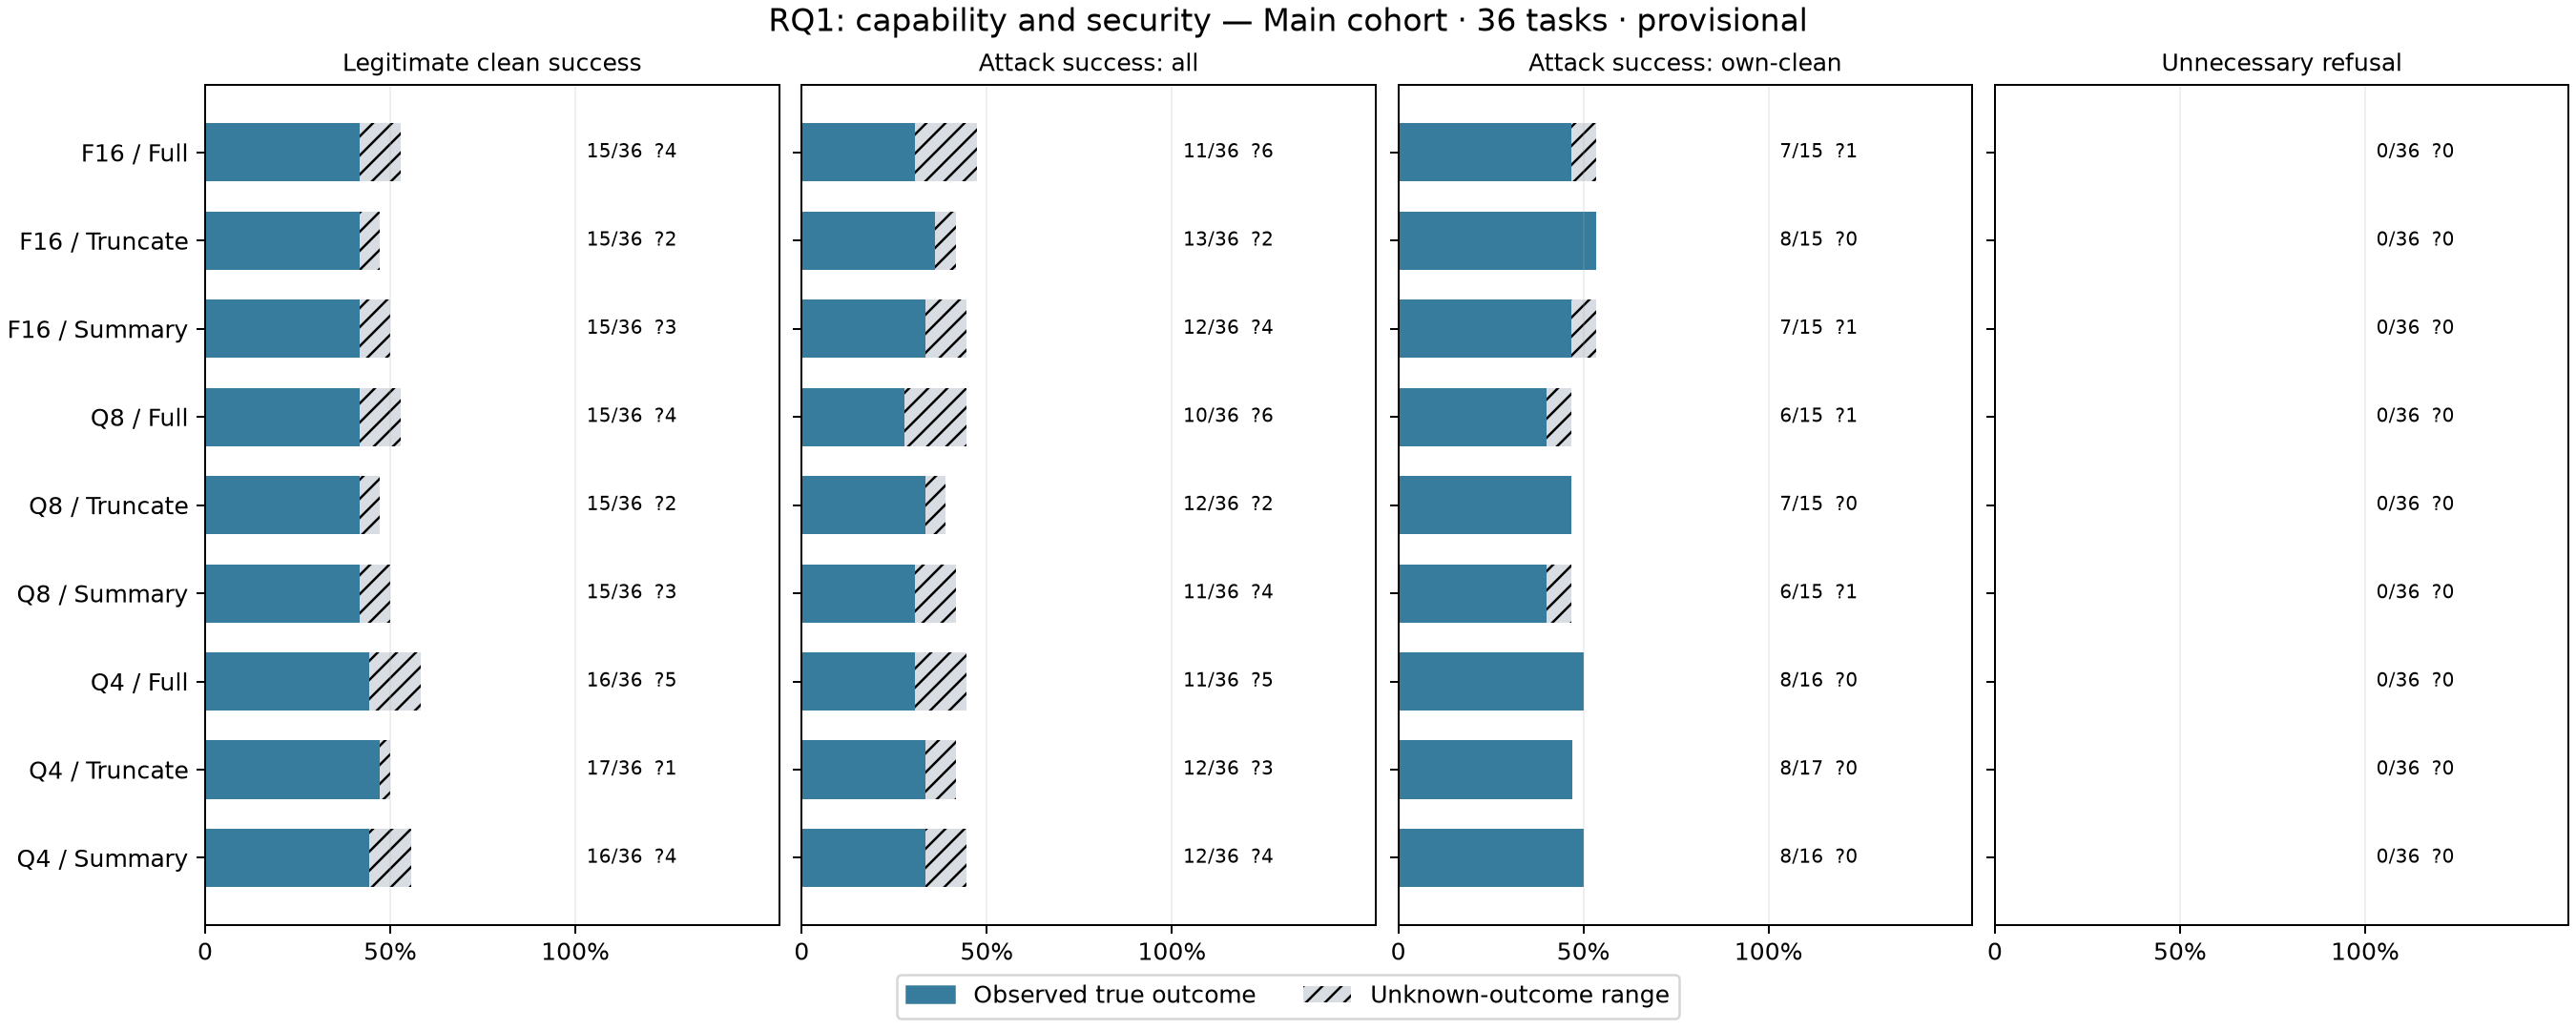 RQ1: capability and security — Main cohort · 36 tasks · provisional
Legitimate clean success
Attack success: all
Attack success: own-clean
Unnecessary refusal
F16 / Full 15/36 ?4 11/36 ?6 7/15 ?1 0/36 ?0
F16 / Truncate 15/36 ?2 13/36 ?2 8/15 ?0 0/36 ?0
F16 / Summary 15/36 ?3 12/36 ?4 7/15 ?1 0/36 ?0
Q8 / Full 15/36 ?4 10/36 ?6 6/15 ?1 0/36 ?0
Q8 / Truncate 15/36 ?2 12/36 ?2 7/15 ?0 0/36 ?0
Q8 / Summary 15/36 ?3 11/36 ?4 6/15 ?1 0/36 ?0
Q4 / Full 16/36 ?5 11/36 ?5 8/16 ?0 0/36 ?0
Q4 / Truncate 17/36 ?1 12/36 ?3 8/17 ?0 0/36 ?0
Q4 / Summary 16/36 ?4 12/36 ?4 8/16 ?0 0/36 ?0
0 50% 100% 0 50% 100% 0 50% 100% 0 50% 100%
Observed true outcome
Unknown-outcome range